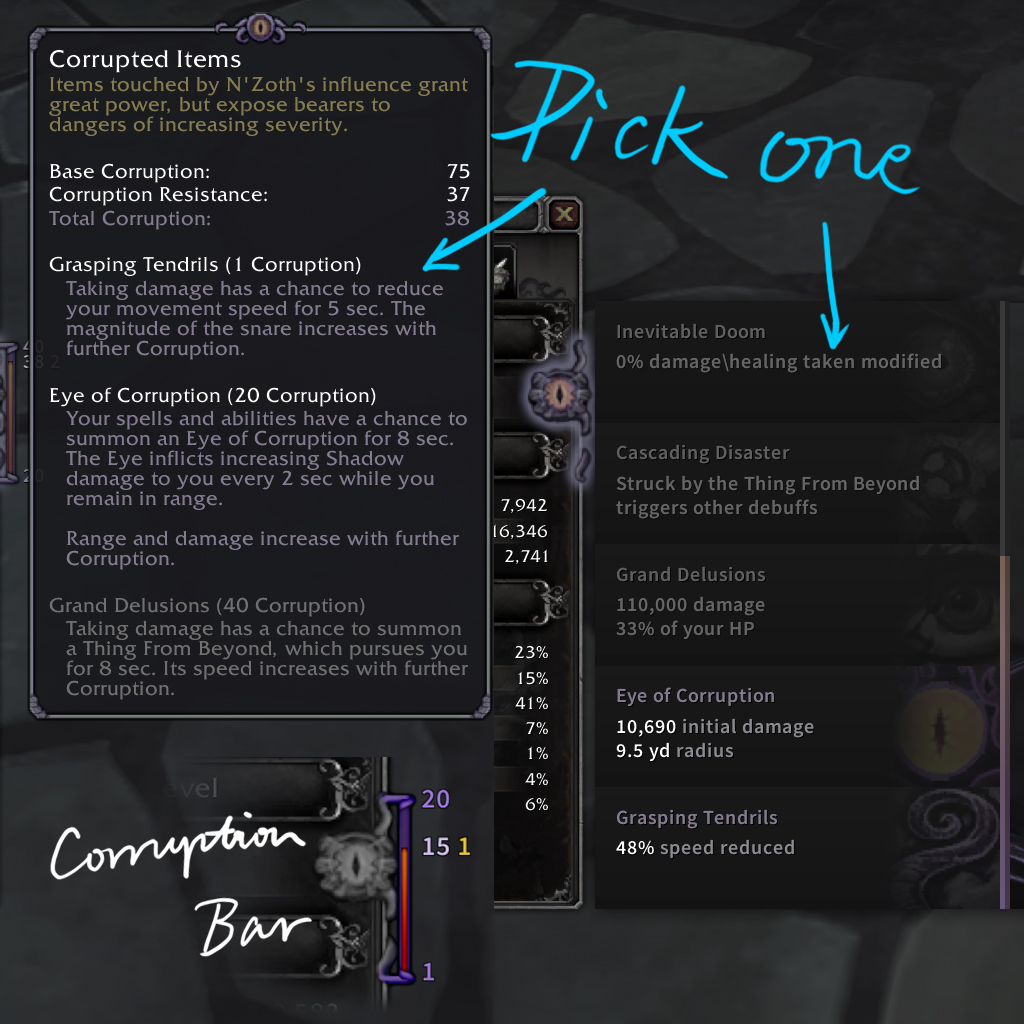 Corrupted Items
Items touched by N'Zoth's influence grant
great power, but expose bearers to
dangers of increasing severity.
Base Corruption: 75
Corruption Resistance: 37
Total Corruption: 38
Grasping Tendrils (1 Corruption)
Taking damage has a chance to reduce
your movement speed for 5 sec. The
magnitude of the snare increases with
further Corruption.
Eye of Corruption (20 Corruption)
Your spells and abilities have a chance to
summon an Eye of Corruption for 8 sec.
The Eye inflicts increasing Shadow
damage to you every 2 sec while you
remain in range.
Range and damage increase with further
Corruption.
Grand Delusions (40 Corruption)
Taking damage has a chance to summon
a Thing From Beyond, which pursues you
for 8 sec. Its speed increases with further
Corruption.
Pick one
7,942
16,346
2,741
23%
15%
41%
7%
1%
4%
6%
Inevitable Doom
0% damage\healing taken modified
Cascading Disaster
Struck by the Thing From Beyond
triggers other debuffs
Grand Delusions
110,000 damage
33% of your HP
Eye of Corruption
10,690 initial damage
9.5 yd radius
Grasping Tendrils
48% speed reduced
Corruption
Bar
20
15 1
1